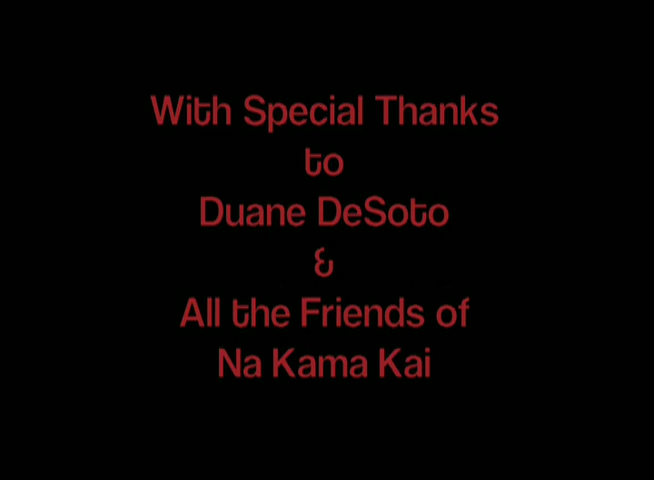 With Special Thanks
to
Duane DeSoto
&
All the Friends of
Na Kama Kai